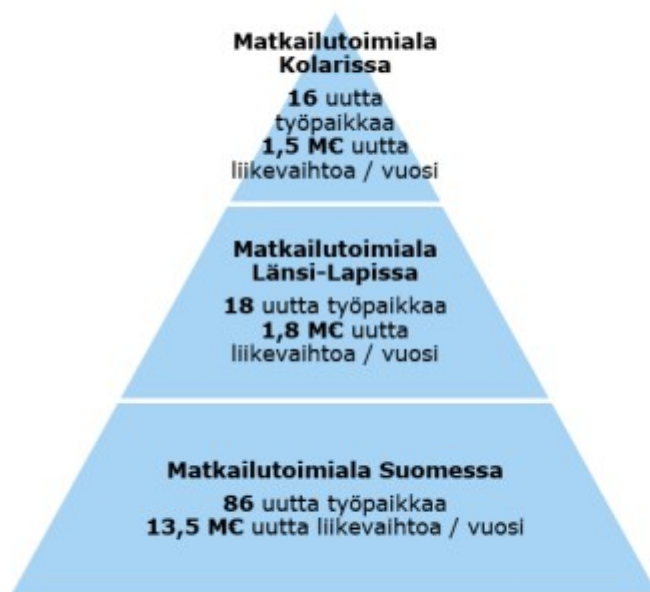 Matkailutoimiala
Kolarissa
16 uutta
työpaikkaa
1,5 M€ uutta
liikevaihtoa / vuosi
Matkailutoimiala
Länsi-Lapissa
18 uutta työpaikkaa
1,8 M€ uutta
liikevaihtoa / vuosi
Matkailutoimiala Suomessa
86 uutta työpaikkaa
13,5 M€ uutta liikevaihtoa / vuosi